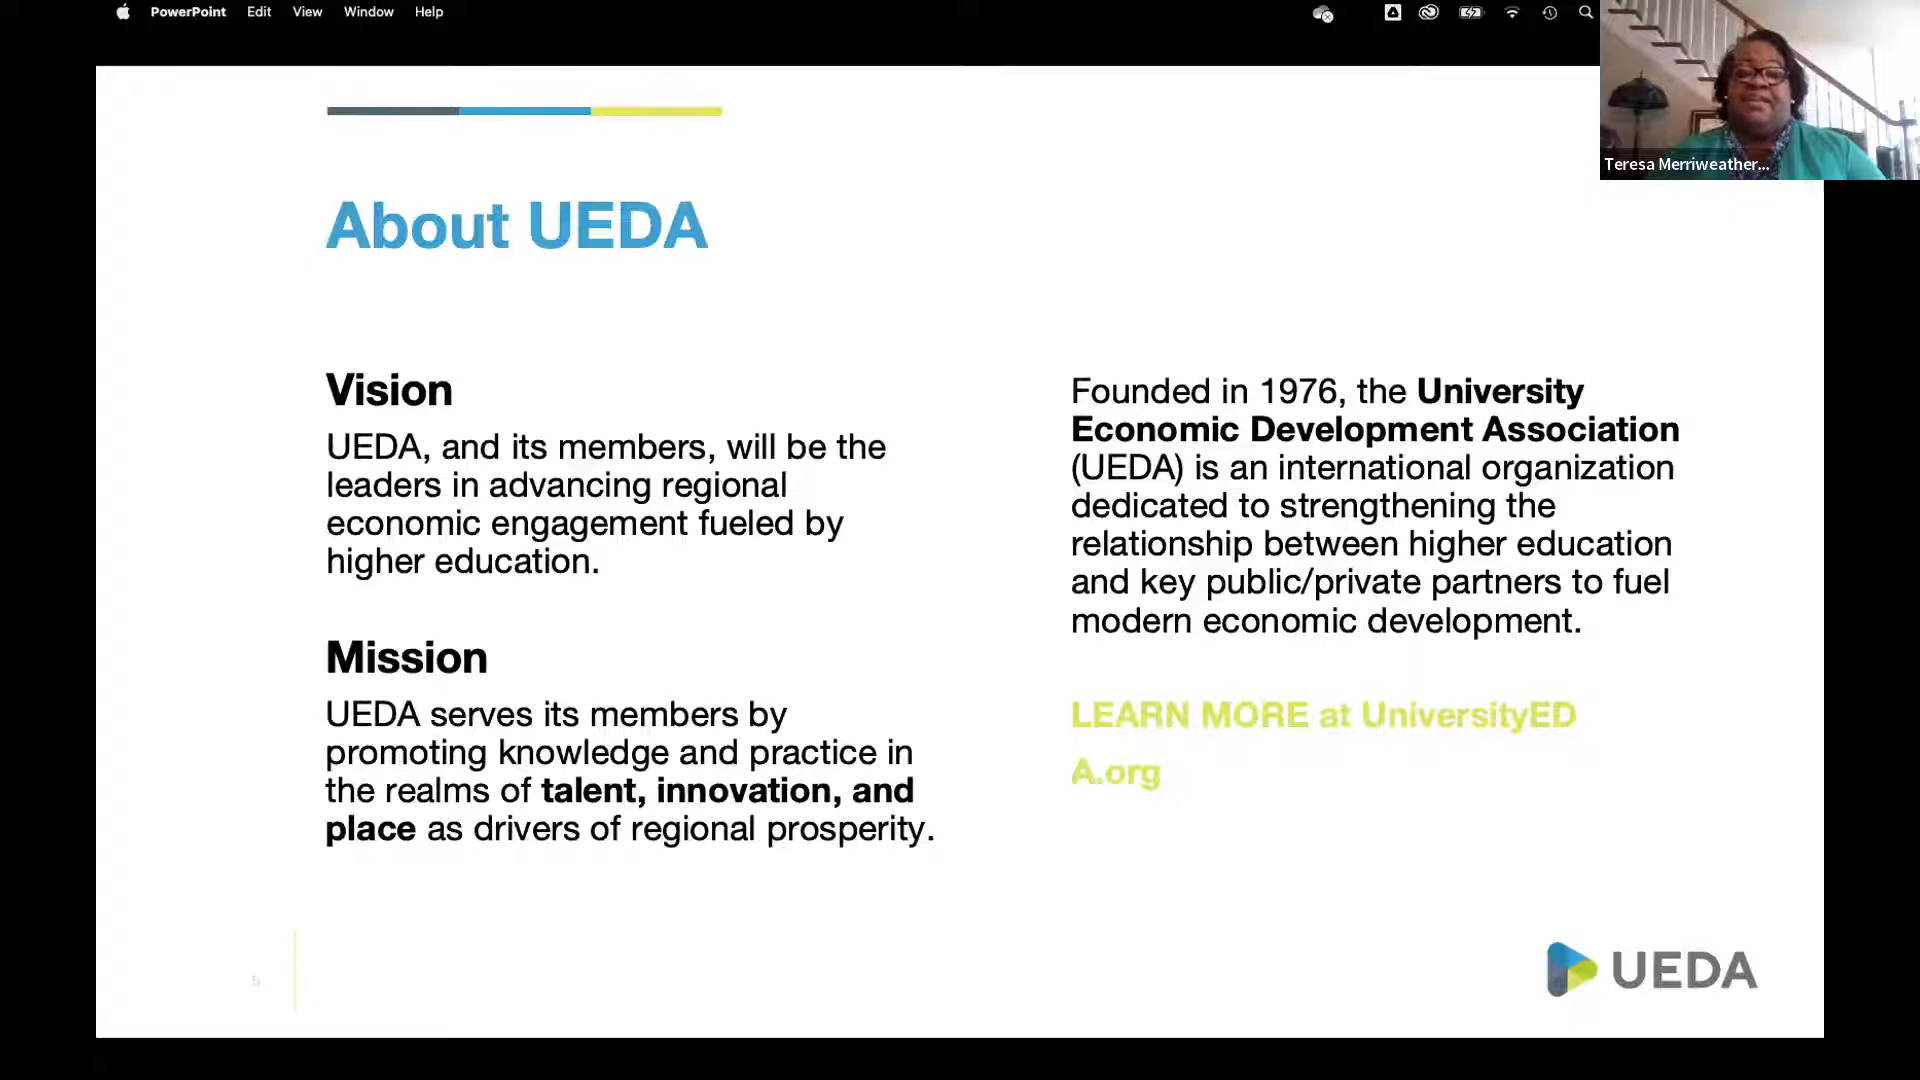 PowerPoint Edit View Window Help
Teresa Merriweather...
About UEDA
Vision
UEDA, and its members, will be the
leaders in advancing regional
economic engagement fueled by
higher education.
Mission
UEDA serves its members by
promoting knowledge and practice in
the realms of talent, innovation, and
place as drivers of regional prosperity.
Founded in 1976, the University
Economic Development Association
(UEDA) is an international organization
dedicated to strengthening the
relationship between higher education
and key public/private partners to fuel
modern economic development.
LEARN MORE at UniversityED
A.org
UEDA